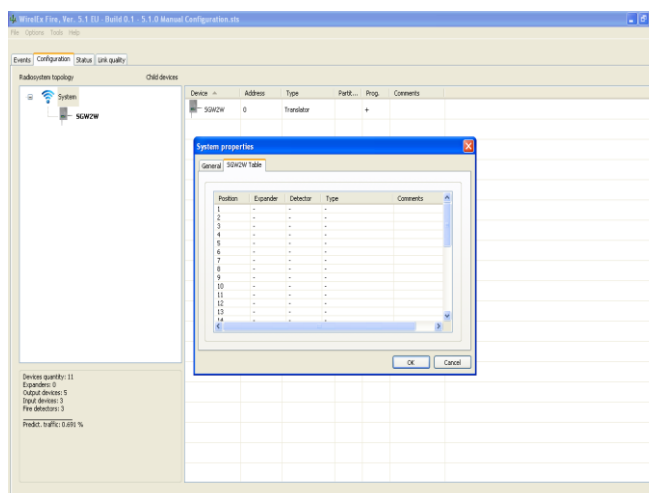 WirelEx Fire, Ver. 5.1 EU - Build 0.1 - 5.1.0 Manual Configuration.sts
File Options Tools Help
Events Configuration Status Link quality
Radiosystem topology Child devices
System
SGW2W
Device Address Type Partit... Prog. Comments
SGW2W 0 Translator +
System properties
General SGW2W Table
Position Expander Detector Type Comments
1 - - -
2 - - -
3 - - -
4 - - -
5 - - -
6 - - -
7 - - -
8 - - -
9 - - -
10 - - -
11 - - -
12 - - -
13 - - -
14 - - -
OK Cancel
Devices quantity: 11
Expanders: 0
Output devices: 5
Input devices: 3
Fire detectors: 3
Predict. traffic: 0.691 %